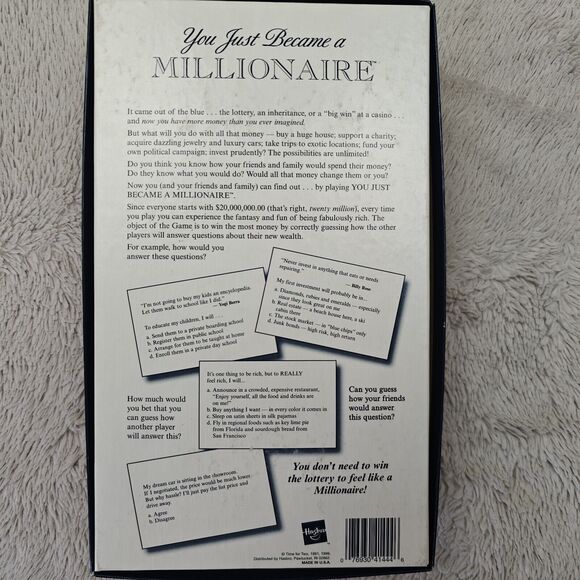 You Just Became a
MILLIONAIRE™
It came out of the blue . . . the lottery, an inheritance, or a “big win” at a casino . . .
and now you have more money than you ever imagined.
But what will you do with all that money — buy a huge house; support a charity;
acquire dazzling jewelry and luxury cars; take trips to exotic locations; fund your
own political campaign; invest prudently? The possibilities are unlimited!
Do you think you know how your friends and family would spend their money?
Do they know what you would do? Would all that money change them or you?
Now you (and your friends and family) can find out . . . by playing YOU JUST
BECAME A MILLIONAIRE™.
Since everyone starts with $20,000,000.00 (that's right, twenty million), every time
you play you can experience the fantasy and fun of being fabulously rich. The
object of the Game is to win the most money by correctly guessing how the other
players will answer questions about their new wealth.
For example, how would you
answer these questions?
“I'm not going to buy my kids an encyclopedia.
Let them walk to school like I did.”
— Yogi Berra
To educate my children, I will . . .
a. Send them to a private boarding school
b. Register them in public school
c. Arrange for them to be taught at home
d. Enroll them in a private day school
“Never invest in anything that eats or needs
repairing.”
— Billy Rose
My first investment will probably be in...
a. Diamonds, rubies and emeralds — especially
since they look great on me
b. Real estate — a beach house here, a ski
cabin there
c. The stock market — in “blue chips” only
d. Junk bonds — high risk, high return
It's one thing to be rich, but to REALLY
feel rich, I will...
a. Announce in a crowded, expensive restaurant,
“Enjoy yourself, all the food and drinks are
on me!”
b. Buy anything I want — in every color it comes in
c. Sleep on satin sheets in silk pajamas
d. Fly in regional foods such as key lime pie
from Florida and sourdough bread from
San Francisco
How much would
you bet that you
can guess how
another player
will answer this?
Can you guess
how your friends
would answer
this question?
My dream car is sitting in the showroom.
If I negotiated, the price would be much lower.
But why hassle? I'll just pay the list price and
drive away.
a. Agree
b. Disagree
You don't need to win
the lottery to feel like a
Millionaire!
Hasbro
© Time for Two, 1991, 1996.
Distributed by Hasbro, Pawtucket, RI 02862.
MADE IN U.S.A.
0 76930 41444 6